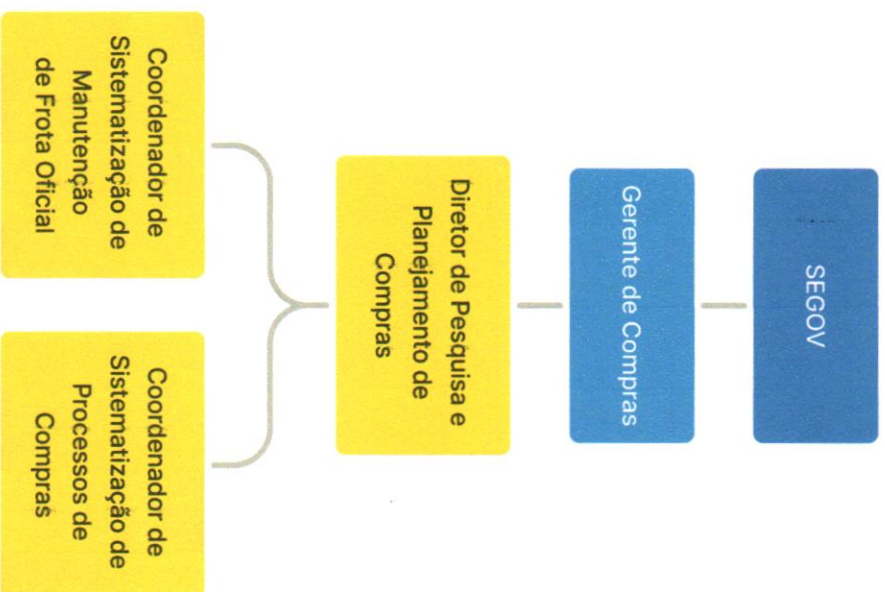 SEGOV
Gerente de Compras
Diretor de Pesquisa e
Planejamento de
Compras
Coordenador de
Sistematização de
Manutenção
de Frota Oficial
Coordenador de
Sistematização de
Processos de
Compras